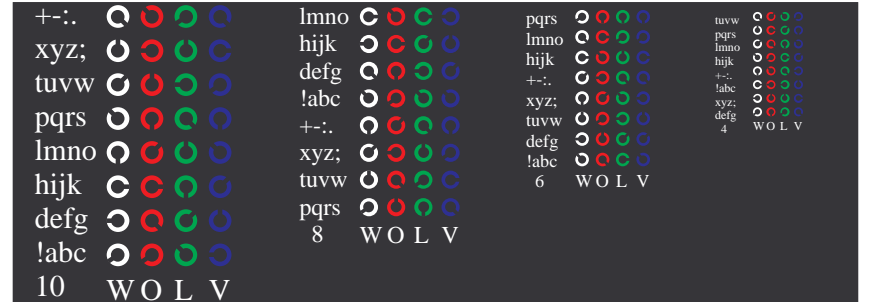 +-:.
xyz;
tuvw
pqrs
lmno
hijk
defg
!abc
10 W O L V
lmno
hijk
defg
!abc
+-:.
xyz;
tuvw
pqrs
8 W O L V
pqrs
lmno
hijk
+-:.
xyz;
tuvw
defg
!abc
6 W O L V
tuvw
pqrs
lmno
hijk
+-:.
!abc
xyz;
defg
4 W O L V